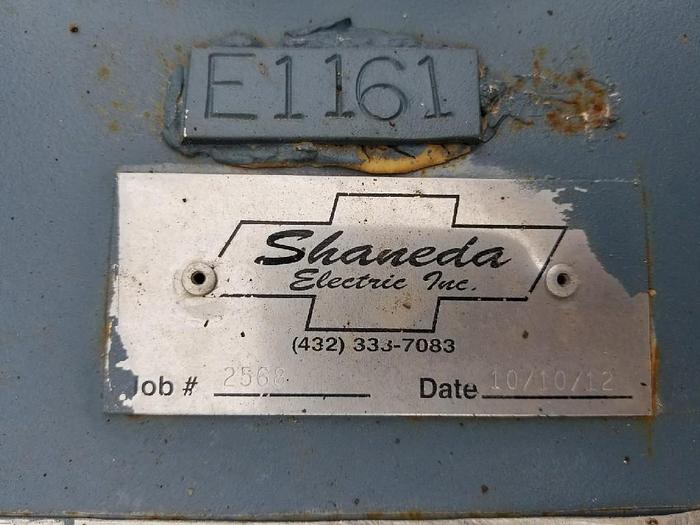 E1161
Shaneda
Electric Inc.
(432) 333-7083
Job # 2568
Date 10/10/12